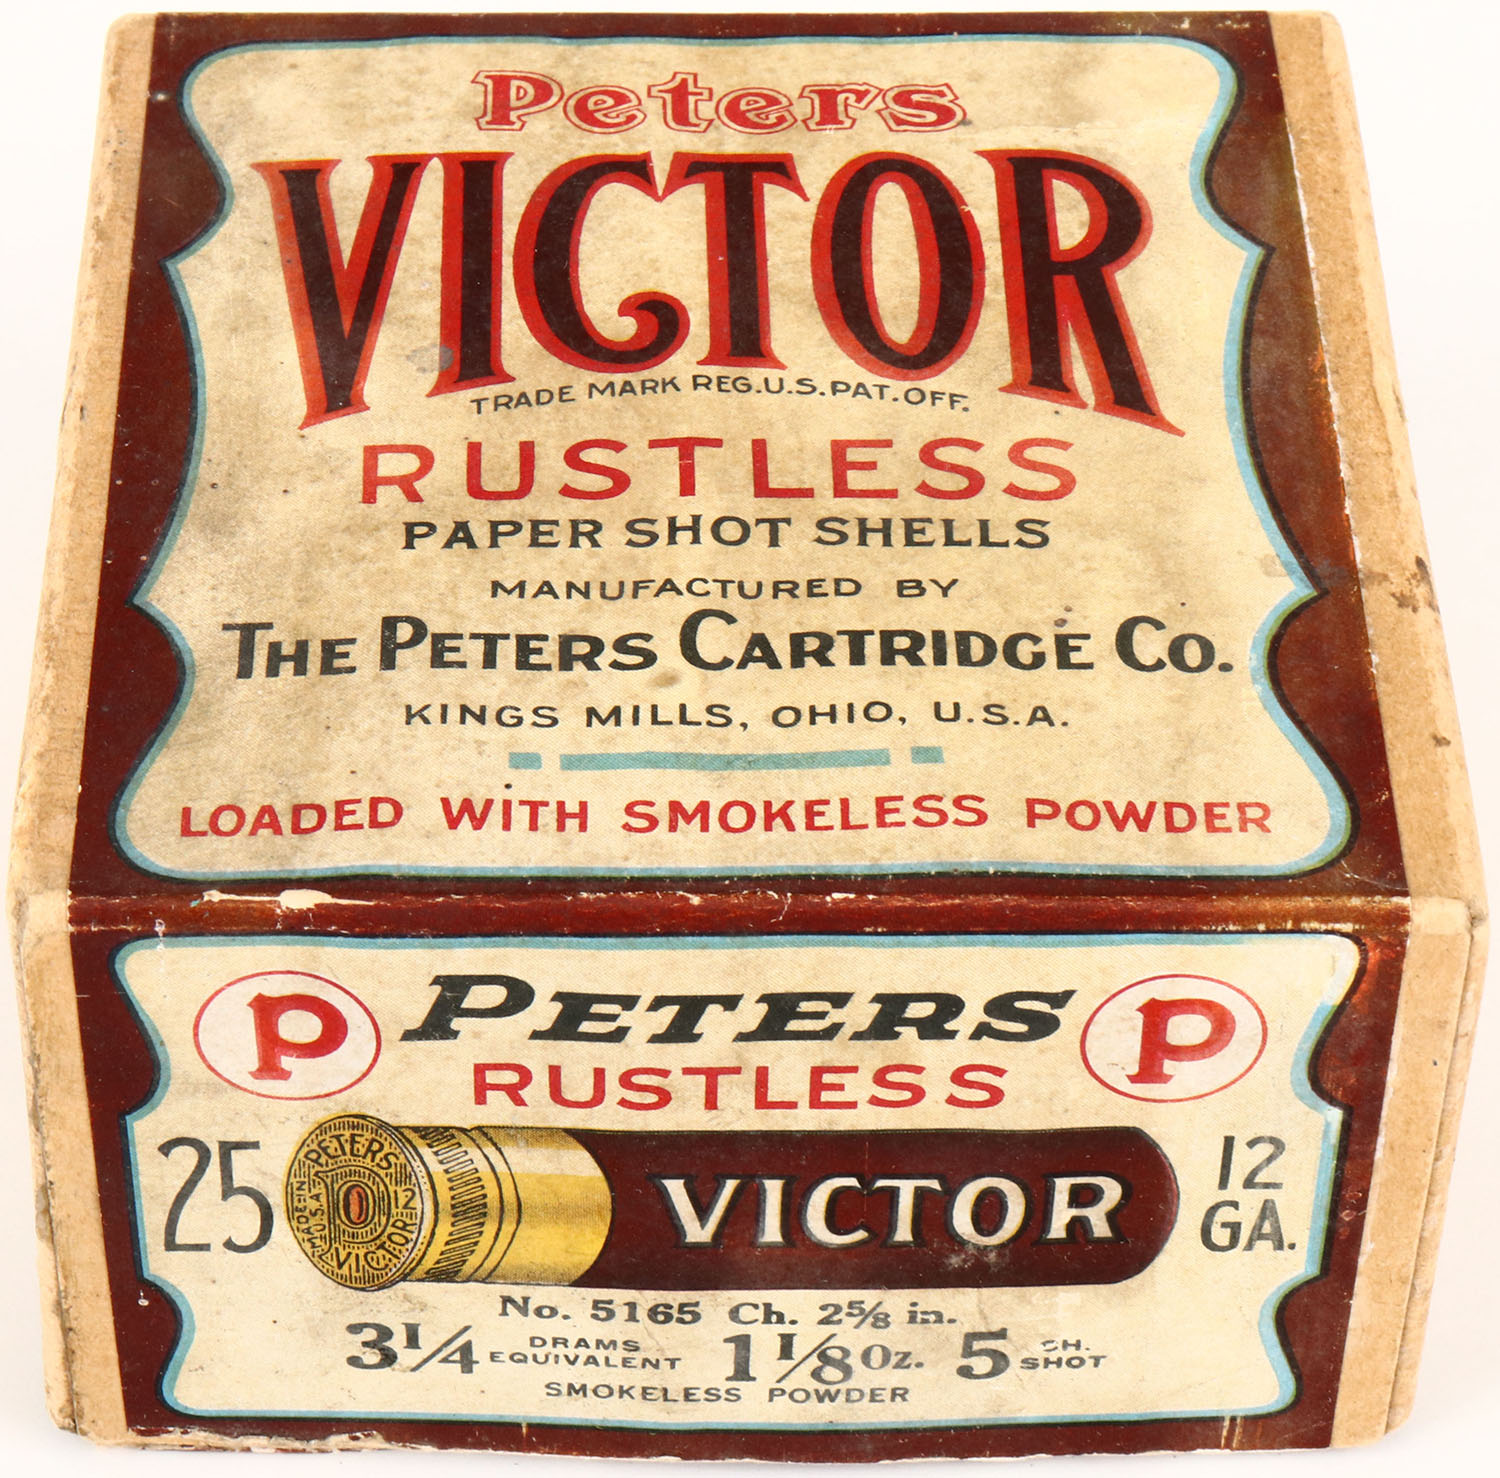 Peters
VICTOR
TRADE MARK REG.U.S.PAT.OFF.
RUSTLESS
PAPER SHOT SHELLS
MANUFACTURED BY
THE PETERS CARTRIDGE CO.
KINGS MILLS, OHIO, U.S.A.
LOADED WITH SMOKELESS POWDER
P PETERS P
RUSTLESS
25
PETERS
MADE IN
U.S.A.
12
VICTOR
VICTOR
12
GA.
No. 5165 Ch. 2 5/8 in.
3 1/4 DRAMS EQUIVALENT 1 1/8 Oz. 5 CH. SHOT
SMOKELESS POWDER